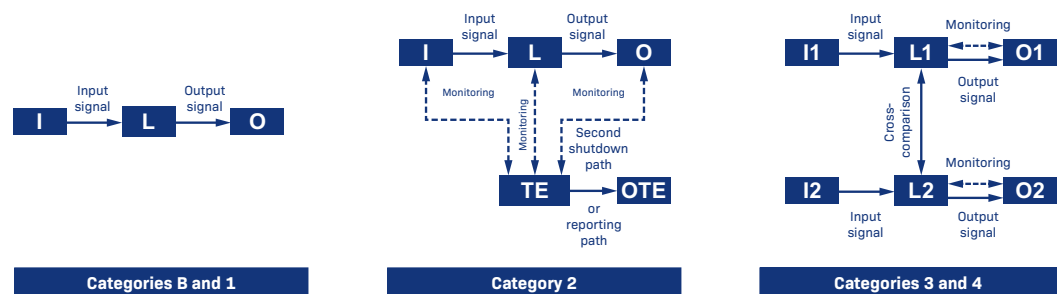 Input
signal
Output
signal
I
L
O
Categories B and 1
Input
signal
Output
signal
I
L
O
Monitoring
Monitoring
Monitoring
Second
shutdown
path
TE
OTE
or
reporting
path
Category 2
Input
signal
Monitoring
I1
L1
O1
Output
signal
Cross-
comparison
Monitoring
I2
L2
O2
Input
signal
Output
signal
Categories 3 and 4